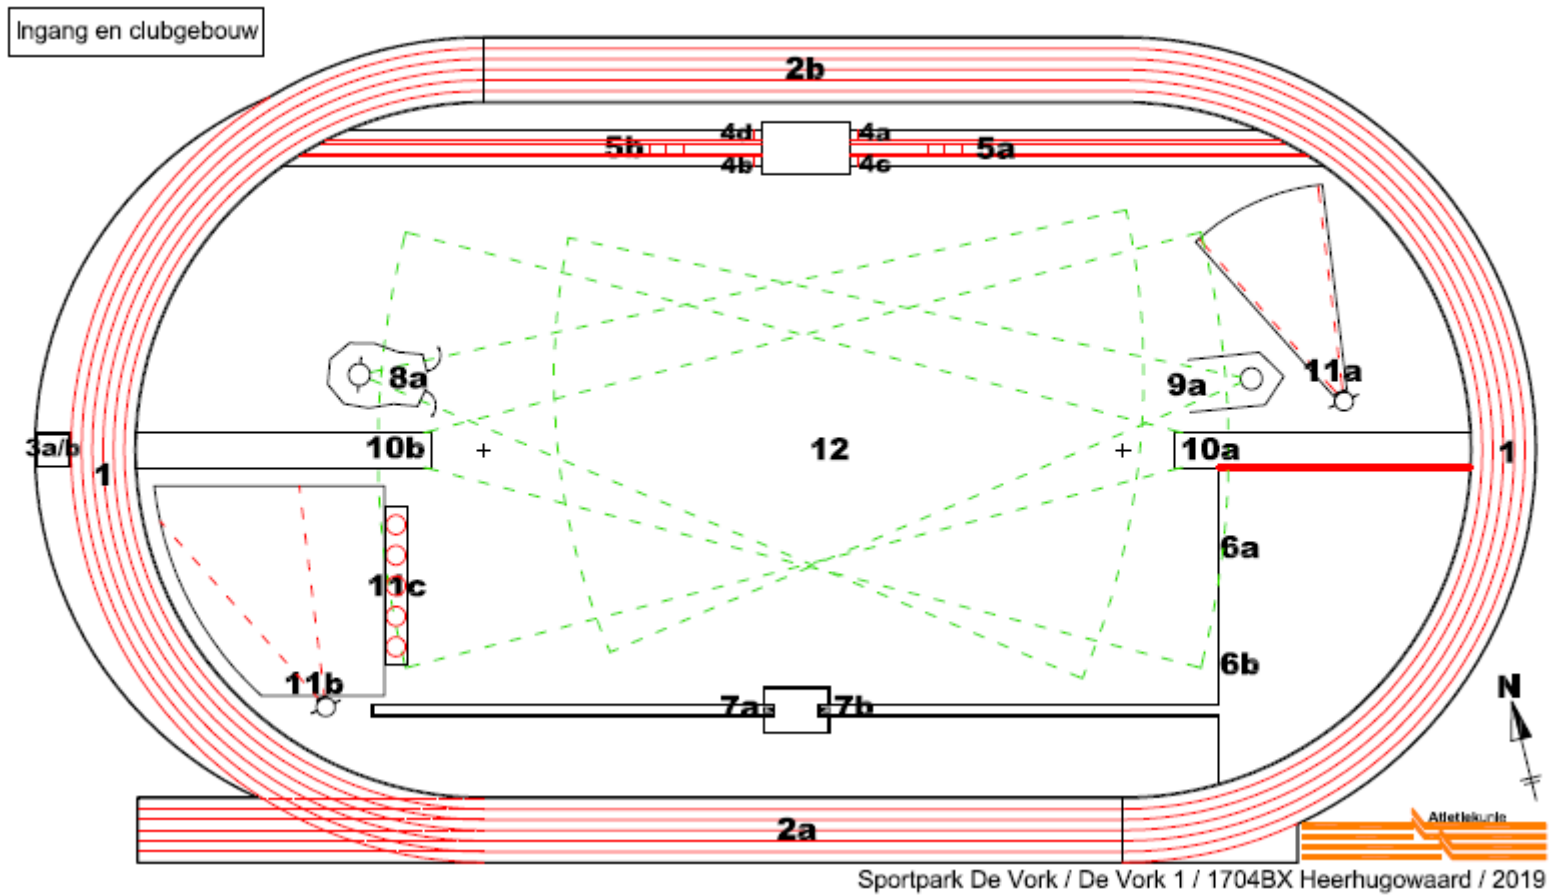 Ingang en clubgebouw
2b
4d 4a
5b 5a
4b 4c
8a 9a 11a
3a/b 1 10b 12 10a 1
6a
11c
6b
11b
7a 7b
N
2a
Atletiekunie
Sportpark De Vork / De Vork 1 / 1704BX Heerhugowaard / 2019